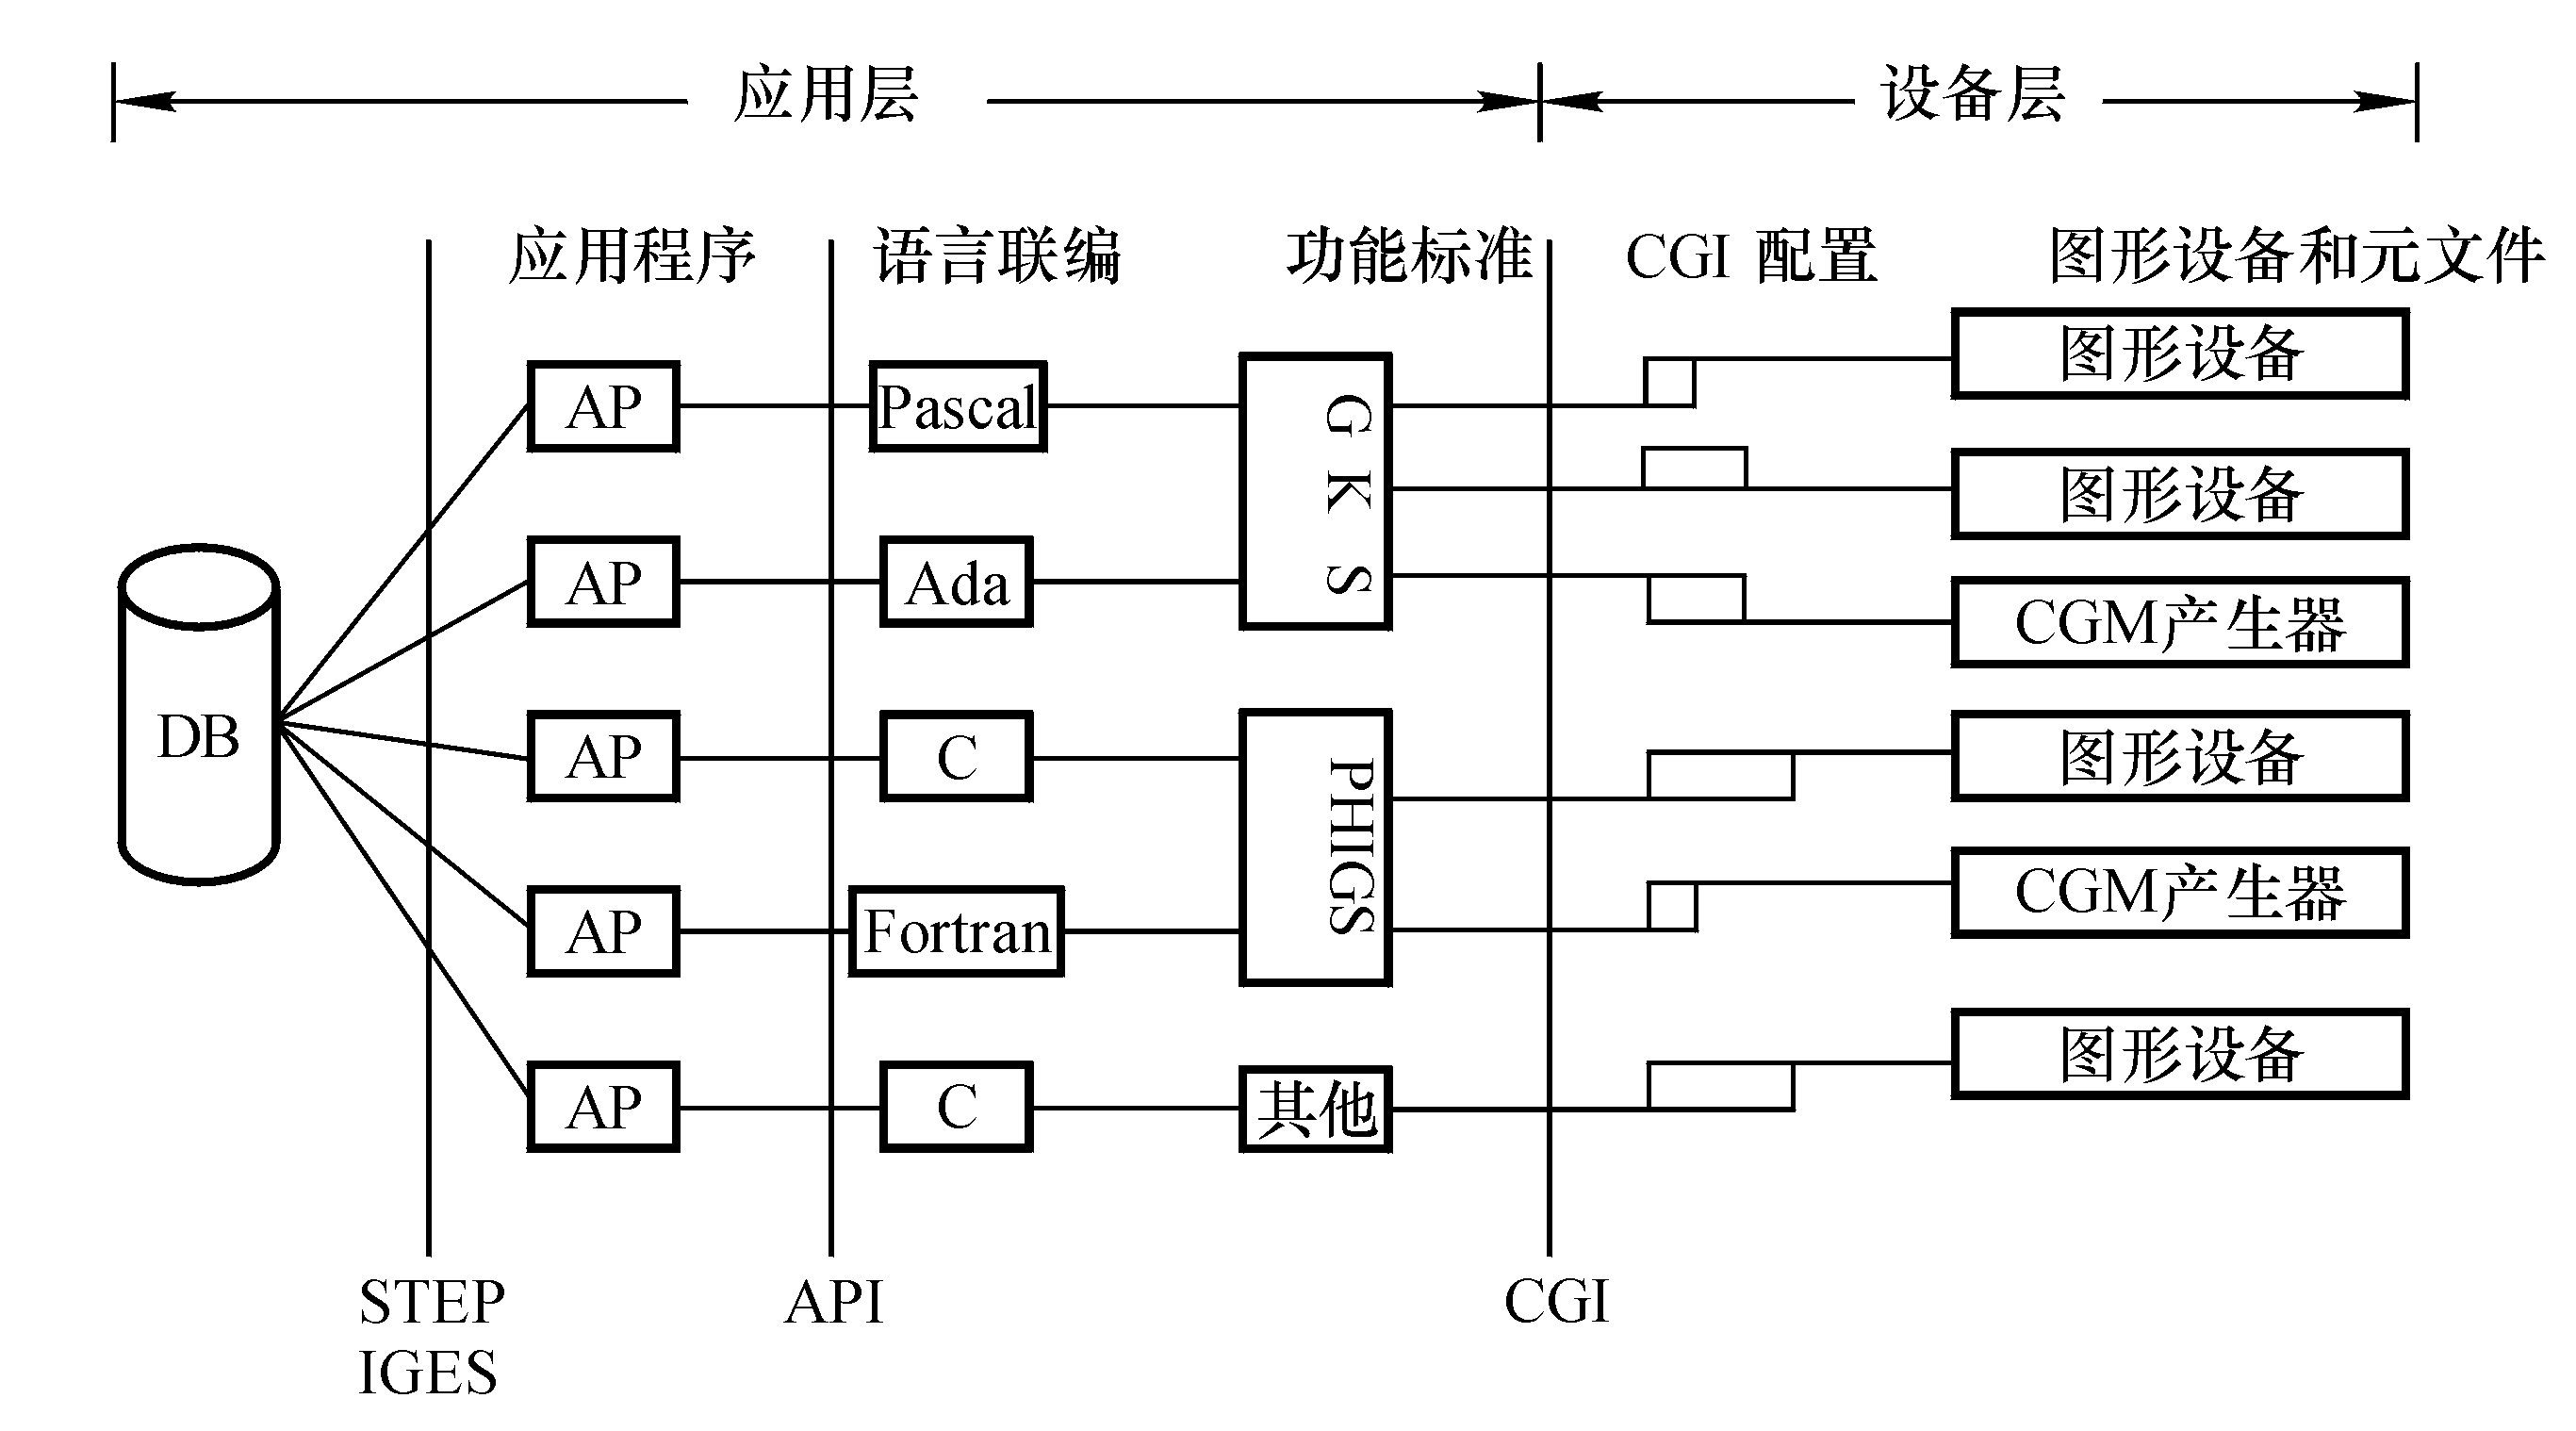 应用层 设备层
应用程序 语言联编 功能标准 CGI 配置 图形设备和元文件
图形设备
AP Pascal GKS
图形设备
AP Ada
CGM产生器
DB
AP C PHIGS
图形设备
CGM产生器
AP Fortran
图形设备
AP C 其他
STEP API CGI
IGES